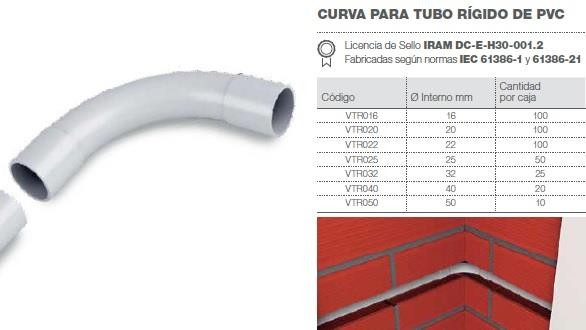 CURVA PARA TUBO RÍGIDO DE PVC
Licencia de Sello IRAM DC-E-H30-001.2
Fabricadas según normas IEC 61386-1 y 61386-21
Código Ø Interno mm Cantidad por caja
VTR016 16 100
VTR020 20 100
VTR022 22 100
VTR025 25 50
VTR032 32 25
VTR040 40 20
VTR050 50 10